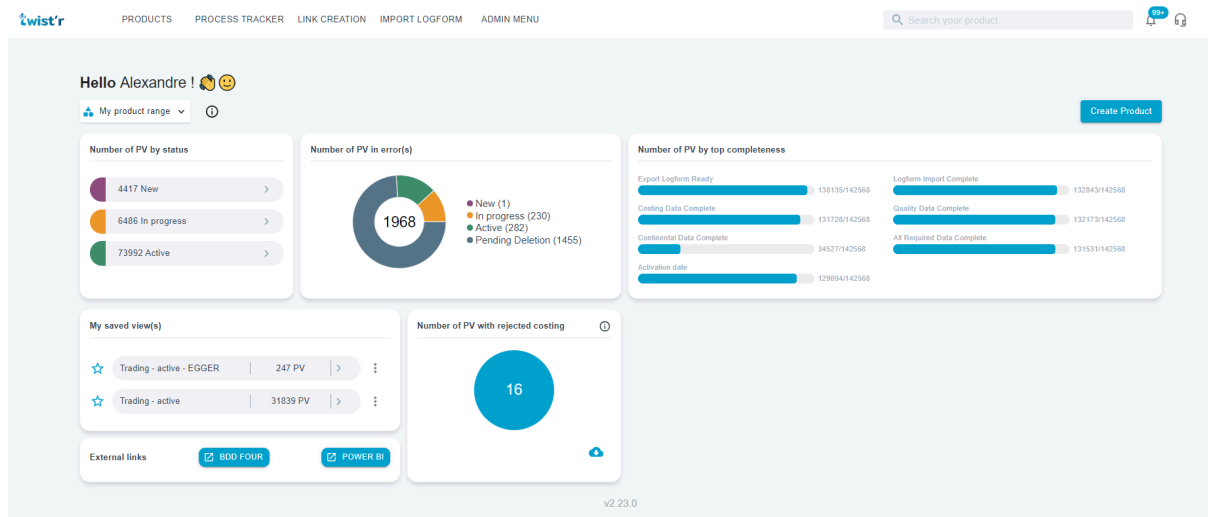 twist'r
PRODUCTS PROCESS TRACKER LINK CREATION IMPORT LOGFORM ADMIN MENU
Search your product
99+
Hello Alexandre !
My product range
Create Product
Number of PV by status
4417 New
6486 In progress
73992 Active
Number of PV in error(s)
1968
New (1)
In progress (230)
Active (282)
Pending Deletion (1455)
Number of PV by top completeness
Export Logform Ready
138135/142568
Logform Import Complete
132843/142568
Costing Data Complete
131728/142568
Quality Data Complete
132173/142568
Continental Data Complete
34527/142568
All Required Data Complete
131531/142568
Activation date
129094/142568
My saved view(s)
Trading - active - EGGER 247 PV
Trading - active 31839 PV
Number of PV with rejected costing
16
External links
BDD FOUR
POWER BI
v2.23.0